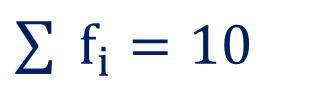 ∑ fᵢ = 10